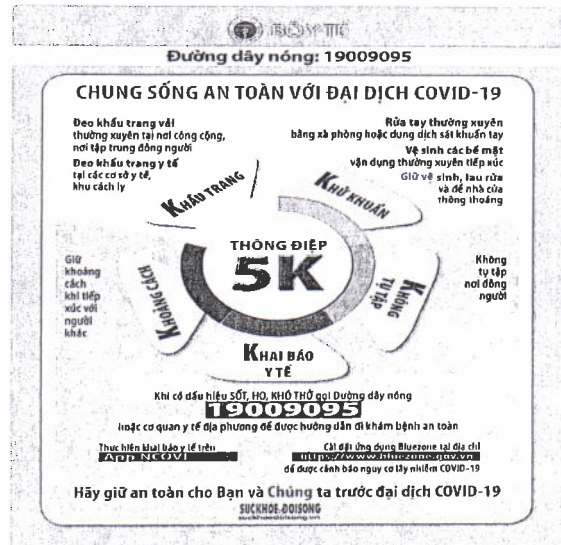 BỘ Y TẾ
Đường dây nóng: 19009095
CHUNG SỐNG AN TOÀN VỚI ĐẠI DỊCH COVID-19
Đeo khẩu trang vải
thường xuyên tại nơi công cộng,
nơi tập trung đông người
Đeo khẩu trang y tế
tại các cơ sở y tế,
khu cách ly
Rửa tay thường xuyên
bằng xà phòng hoặc dung dịch sát khuẩn tay
Vệ sinh các bề mặt
vận dụng thường xuyên tiếp xúc
Giữ vệ sinh, lau rửa
và để nhà cửa
thông thoáng
KHẨU TRANG
KHỬ KHUẨN
THÔNG ĐIỆP
5K
Giữ
khoảng
cách
khi tiếp
xúc với
người
khác
KHOẢNG CÁCH
KHÔNG
TỤ TẬP
Không
tụ tập
nơi đông
người
KHAI BÁO
Y TẾ
Khi có dấu hiệu SỐT, HO, KHÓ THỞ gọi Đường dây nóng
19009095
hoặc cơ quan y tế địa phương để được hướng dẫn đi khám bệnh an toàn
Thực hiện khai báo y tế trên
App NCOVI
Cài đặt ứng dụng Bluezone tại địa chỉ
https://www.bluezone.gov.vn
để được cảnh báo nguy cơ lây nhiễm COVID-19
Hãy giữ an toàn cho Bạn và Chúng ta trước đại dịch COVID-19
SUCKHOE-DOISONG
suckhoedoisong.vn